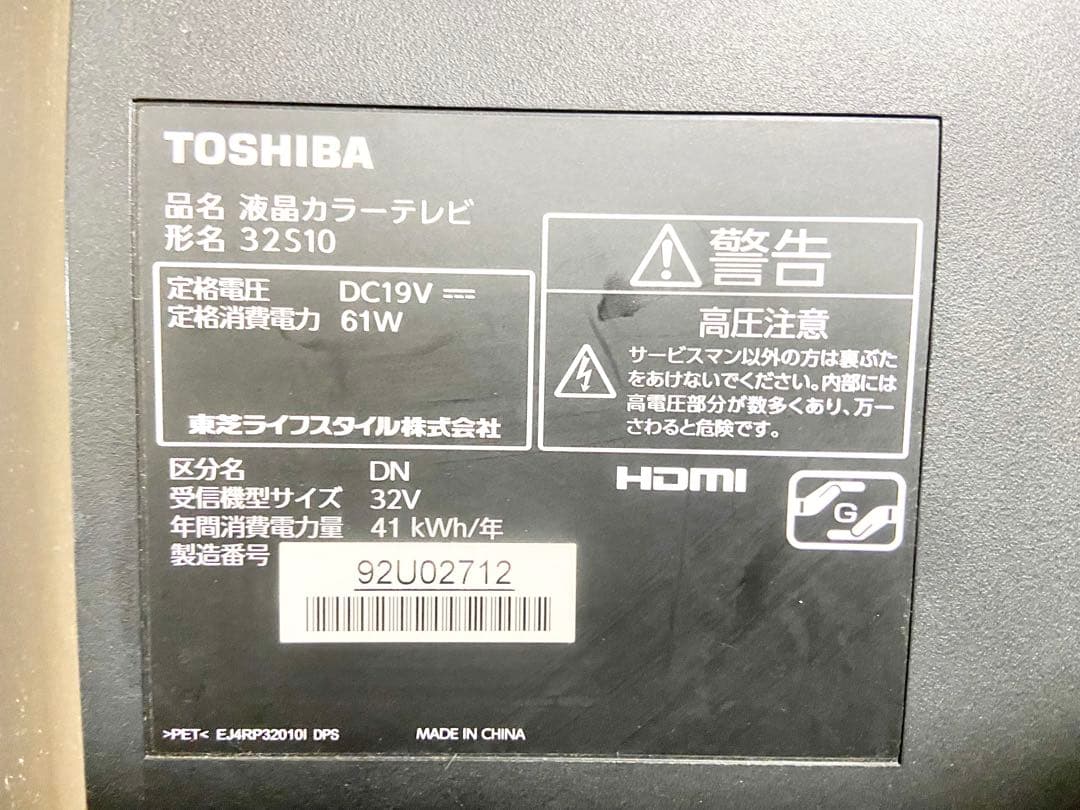 TOSHIBA
品名 液晶カラーテレビ
形名 32S10
定格電圧 DC19V ⎓
定格消費電力 61W
東芝ライフスタイル株式会社
警告
高圧注意
サービスマン以外の方は裏ぶた
をあけないでください。内部には
高電圧部分が数多くあり、万一
さわると危険です。
区分名 DN
受信機型サイズ 32V
年間消費電力量 41 kWh/年
製造番号
92U02712
HDMI
G
>PET< EJ4RP32010I DPS
MADE IN CHINA